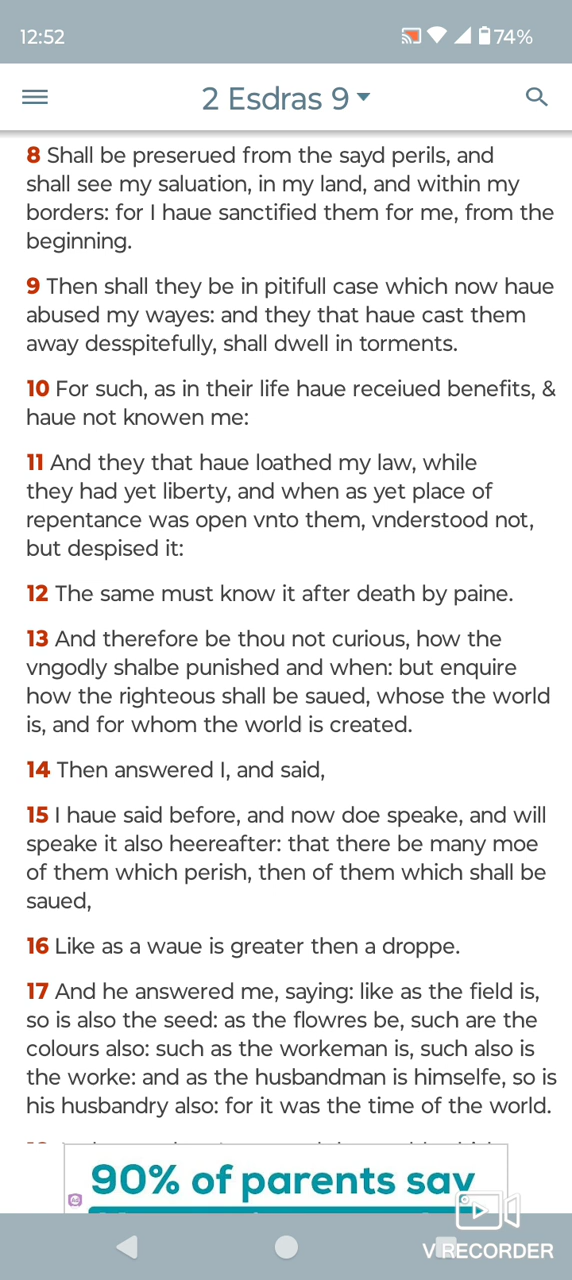 12:52
74%
2 Esdras 9
8 Shall be preserued from the sayd perils, and
shall see my saluation, in my land, and within my
borders: for I haue sanctified them for me, from the
beginning.
9 Then shall they be in pitifull case which now haue
abused my wayes: and they that haue cast them
away desspitefully, shall dwell in torments.
10 For such, as in their life haue receiued benefits, &
haue not knowen me:
11 And they that haue loathed my law, while
they had yet liberty, and when as yet place of
repentance was open vnto them, vnderstood not,
but despised it:
12 The same must know it after death by paine.
13 And therefore be thou not curious, how the
vngodly shalbe punished and when: but enquire
how the righteous shall be saued, whose the world
is, and for whom the world is created.
14 Then answered I, and said,
15 I haue said before, and now doe speake, and will
speake it also heereafter: that there be many moe
of them which perish, then of them which shall be
saued,
16 Like as a waue is greater then a droppe.
17 And he answered me, saying: like as the field is,
so is also the seed: as the flowres be, such are the
colours also: such as the workeman is, such also is
the worke: and as the husbandman is himselfe, so is
his husbandry also: for it was the time of the world.
90% of parents say
V RECORDER